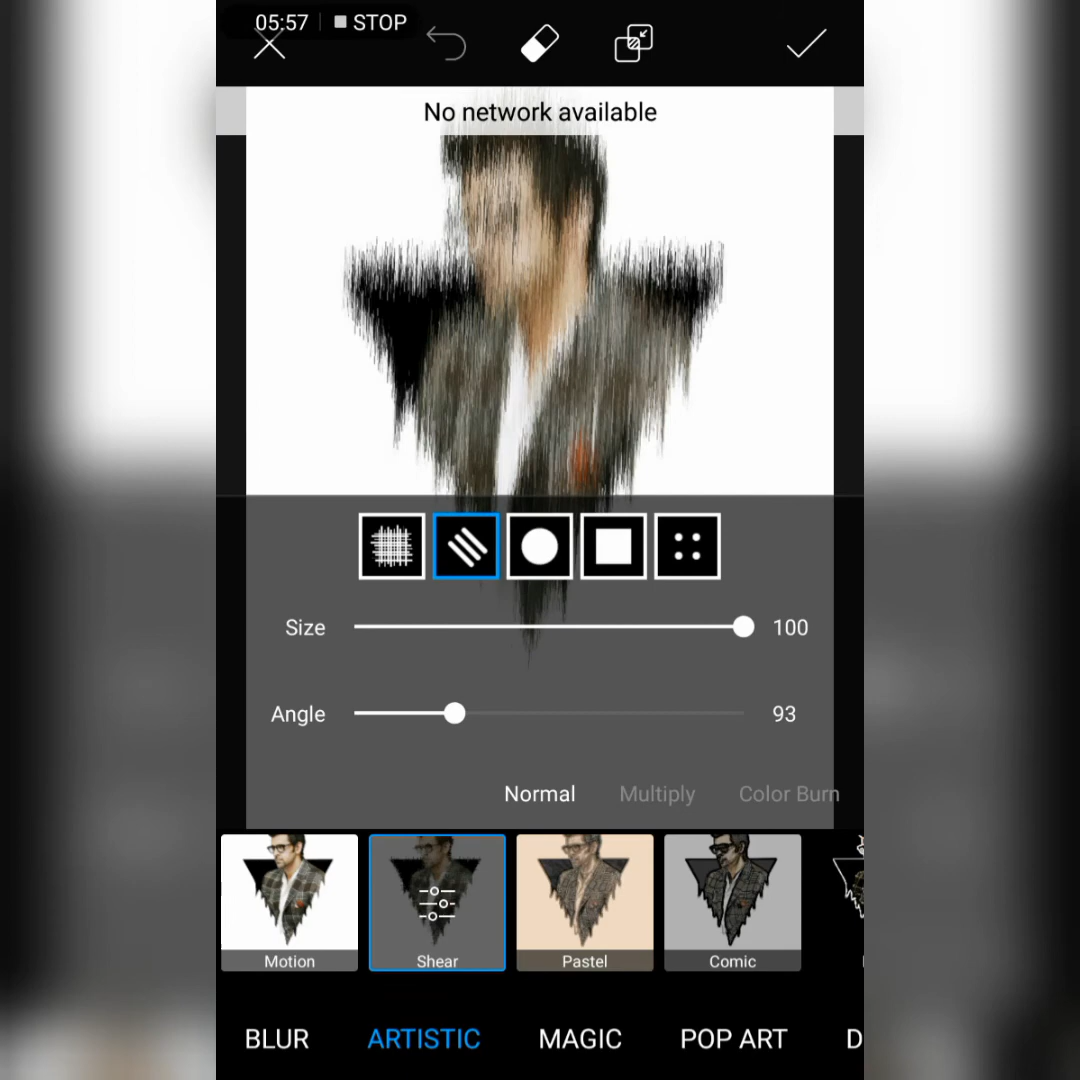 05:57 STOP
No network available
Size 100
Angle 93
Normal Multiply Color Burn
Motion Shear Pastel Comic
BLUR ARTISTIC MAGIC POP ART D